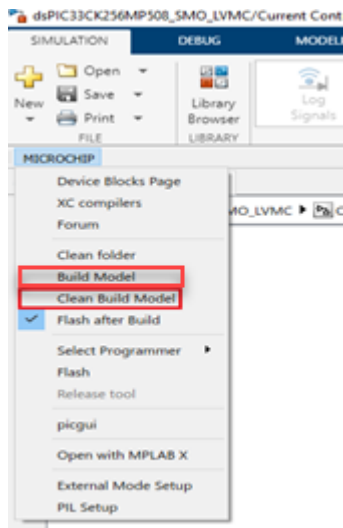 dsPIC33CK256MP508_SMO_LVMC/Current Cont
SIMULATION DEBUG MODELI
New
Open
Save
Print
FILE
Library
Browser
LIBRARY
Log
Signals
MICROCHIP
MO_LVMC
Device Blocks Page
XC compilers
Forum
Clean folder
Build Model
Clean Build Model
Flash after Build
Select Programmer
Flash
Release tool
picgui
Open with MPLAB X
External Mode Setup
PIL Setup